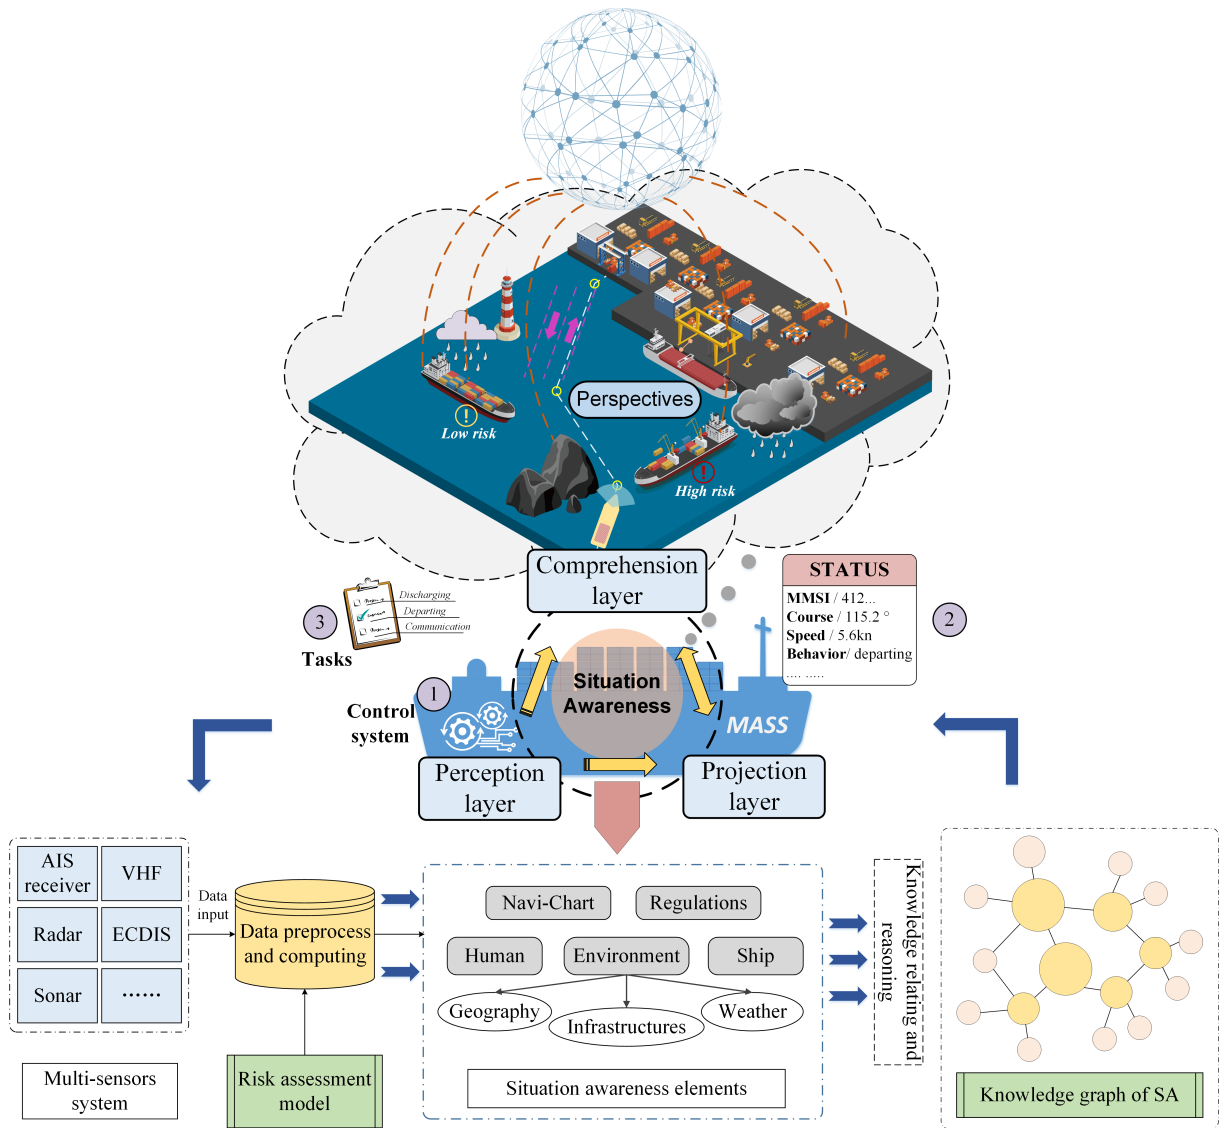 Perspectives
Low risk
High risk
Comprehension
layer
STATUS
MMSI / 412...
Course / 115.2 °
Speed / 5.6kn
Behavior/ departing
.... .....
2
3
Discharging
Departing
Communication
Tasks
1
Control
system
Situation
Awareness
MASS
Perception
layer
Projection
layer
AIS
receiver
VHF
Radar
ECDIS
Sonar
......
Data
input
Data preprocess
and computing
Navi-Chart
Regulations
Human
Environment
Ship
Geography
Infrastructures
Weather
Knowledge relating and
reasoning
Multi-sensors
system
Risk assessment
model
Situation awareness elements
Knowledge graph of SA